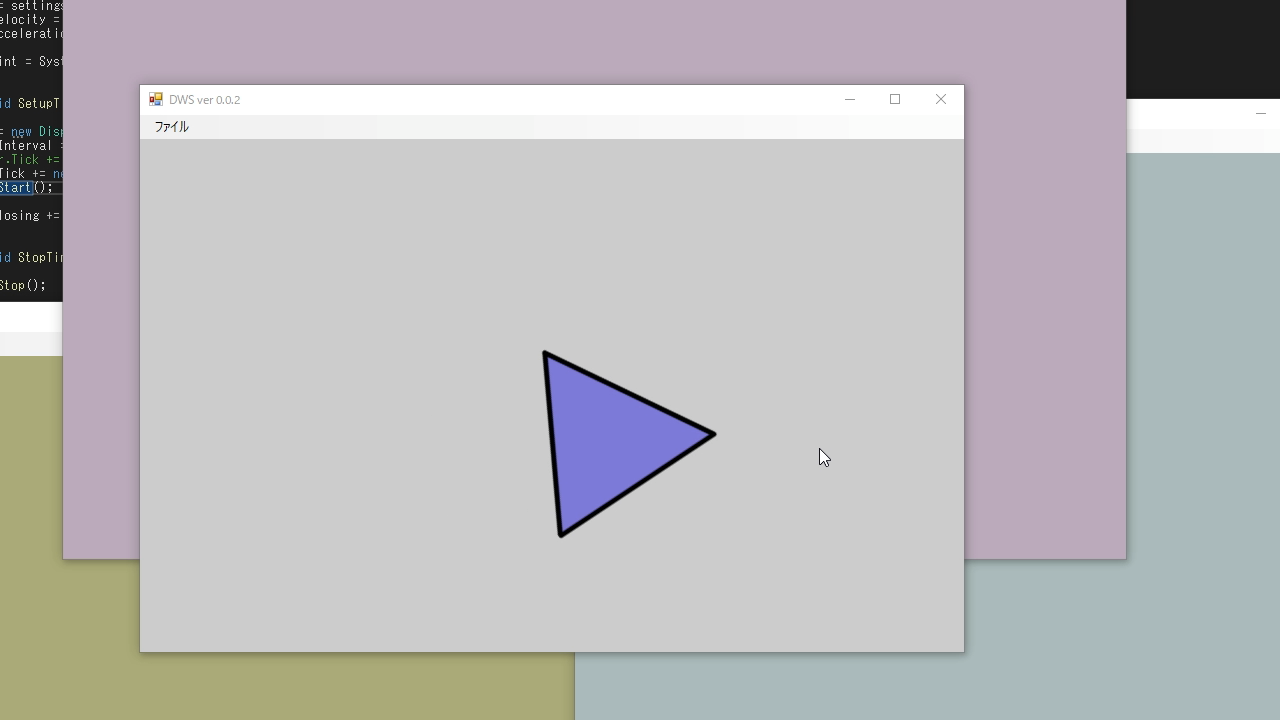 = settings
elocity =
ccelerati
int = Syst
id SetupT
= new Disp
Interval =
r.Tick +=
Tick += ne
Start();
losing +=
id StopTi
Stop();
DWS ver 0.0.2
ファイル